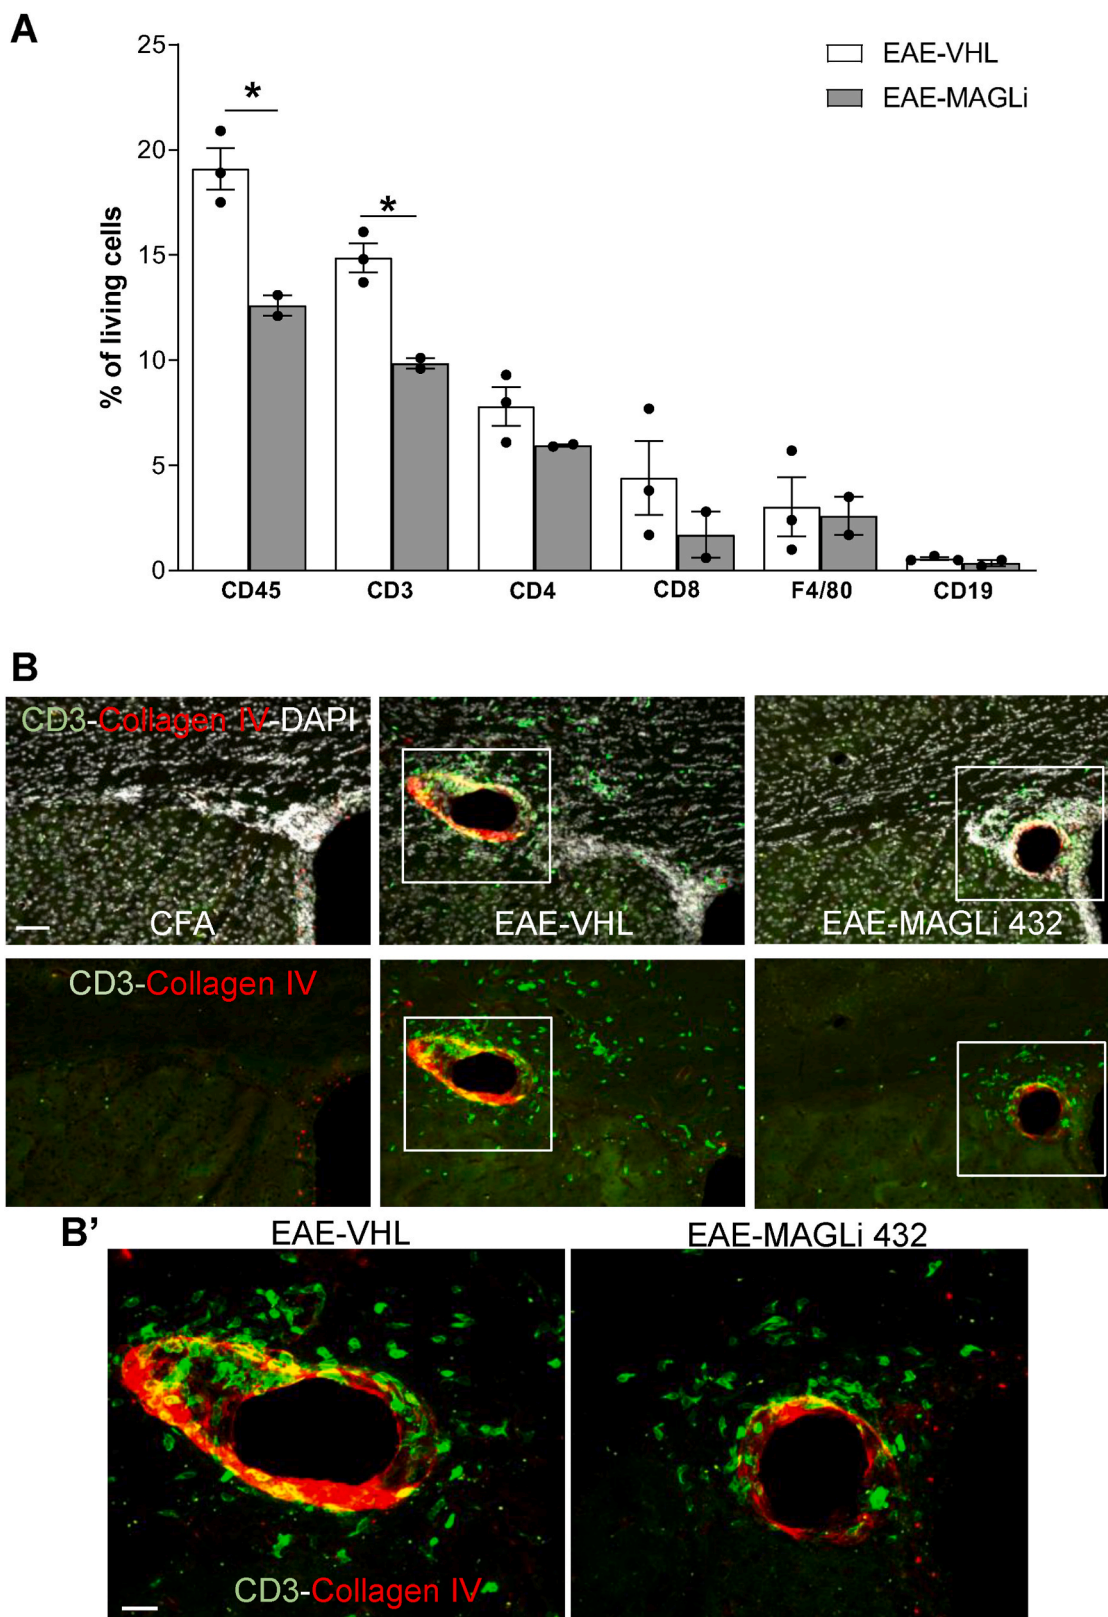 A
25
20
15
10
5
0
% of living cells
EAE-VHL
EAE-MAGLi
*
*
CD45 CD3 CD4 CD8 F4/80 CD19
B
CD3-Collagen IV-DAPI
CFA EAE-VHL EAE-MAGLi 432
CD3-Collagen IV
B’
EAE-VHL EAE-MAGLi 432
CD3-Collagen IV